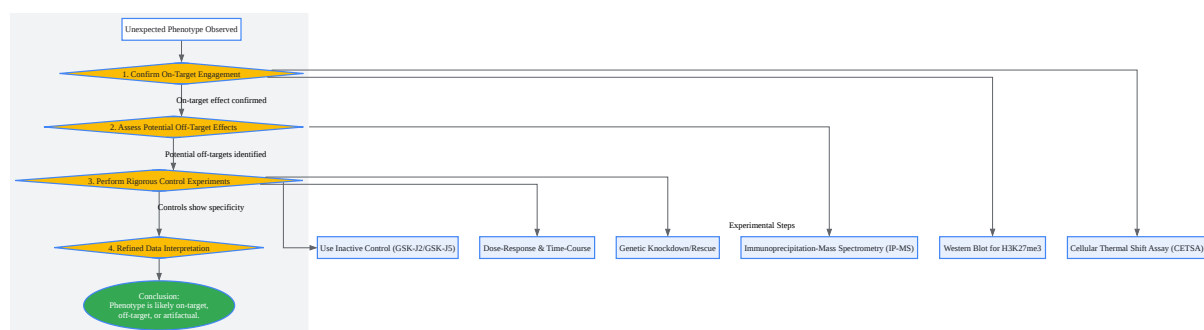 Unexpected Phenotype Observed
1. Confirm On-Target Engagement
On-target effect confirmed
2. Assess Potential Off-Target Effects
Potential off-targets identified
3. Perform Rigorous Control Experiments
Controls show specificity
Experimental Steps
4. Refined Data Interpretation
Use Inactive Control (GSK-J2/GSK-J5)
Dose-Response & Time-Course
Genetic Knockdown/Rescue
Immunoprecipitation-Mass Spectrometry (IP-MS)
Western Blot for H3K27me3
Cellular Thermal Shift Assay (CETSA)
Conclusion:
Phenotype is likely on-target,
off-target, or artifactual.